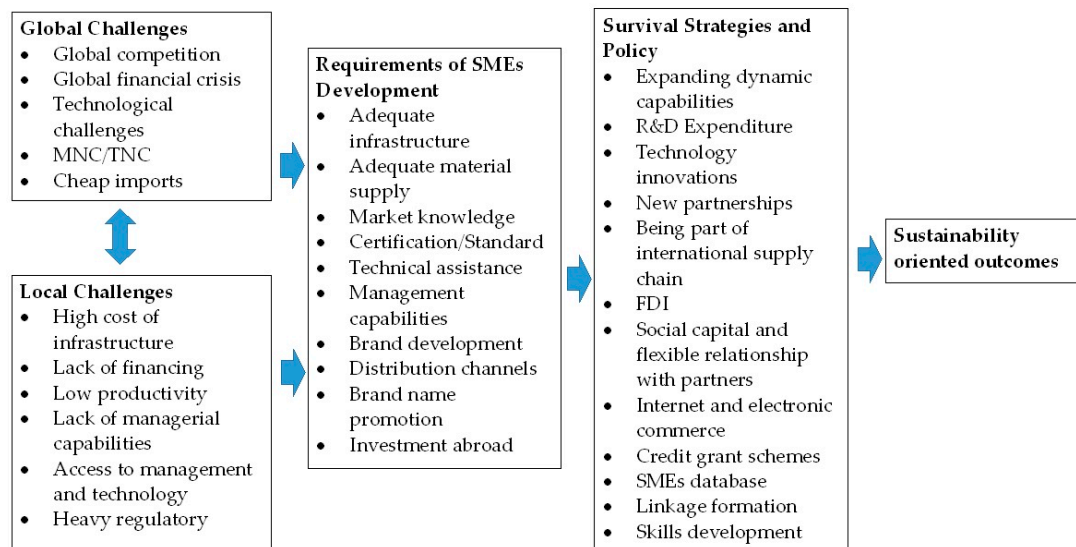 Global Challenges
• Global competition
• Global financial crisis
• Technological
challenges
• MNC/TNC
• Cheap imports
Local Challenges
• High cost of
infrastructure
• Lack of financing
• Low productivity
• Lack of managerial
capabilities
• Access to management
and technology
• Heavy regulatory
Requirements of SMEs
Development
• Adequate
infrastructure
• Adequate material
supply
• Market knowledge
• Certification/Standard
• Technical assistance
• Management
capabilities
• Brand development
• Distribution channels
• Brand name
promotion
• Investment abroad
Survival Strategies and
Policy
• Expanding dynamic
capabilities
• R&D Expenditure
• Technology
innovations
• New partnerships
• Being part of
international supply
chain
• FDI
• Social capital and
flexible relationship
with partners
• Internet and electronic
commerce
• Credit grant schemes
• SMEs database
• Linkage formation
• Skills development
Sustainability
oriented outcomes